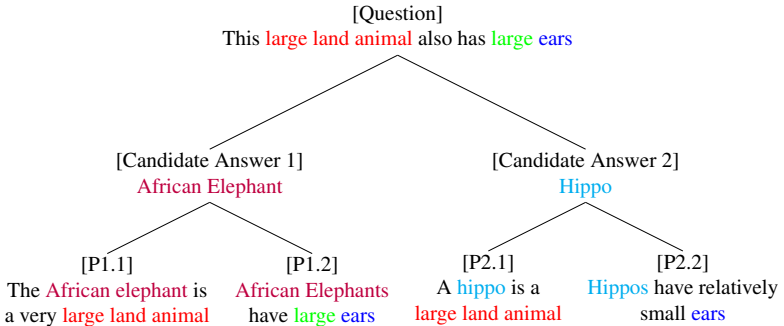 [Question]
This large land animal also has large ears
[Candidate Answer 1]
African Elephant
[Candidate Answer 2]
Hippo
[P1.1]
The African elephant is
a very large land animal
[P1.2]
African Elephants
have large ears
[P2.1]
A hippo is a
large land animal
[P2.2]
Hippos have relatively
small ears